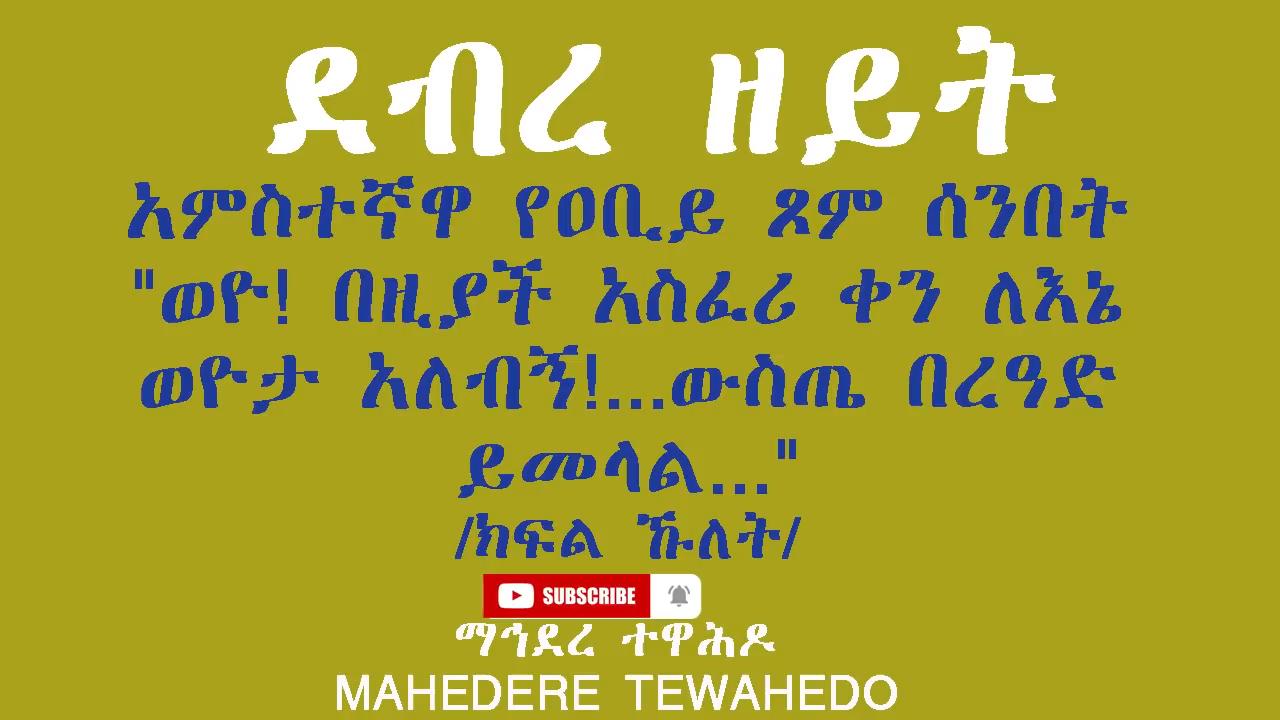 ደብረ ዘይት
አምስተኛዋ የዐቢይ ጾም ሰንበት
"ወዮ! በዚያች አስፈሪ ቀን ለእኔ
ወዮታ አለብኝ!...ውስጤ በረዓድ
ይመላል..."
/ክፍል ኹለት/
SUBSCRIBE
ማኅደረ ተዋሕዶ
MAHEDERE TEWAHEDO